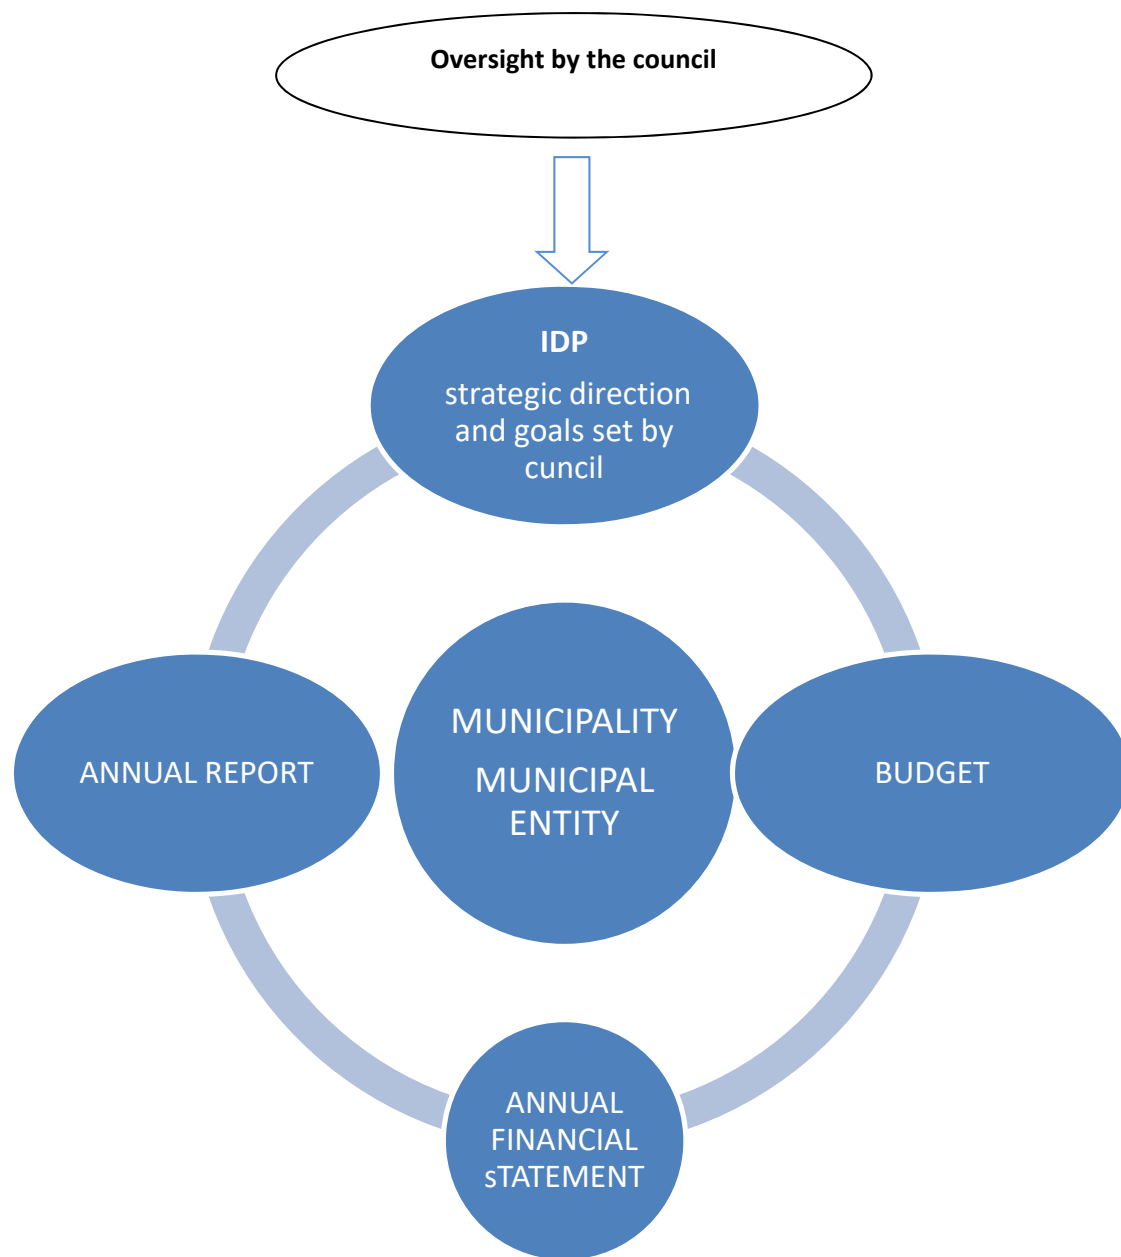 Oversight by the council
IDP
strategic direction
and goals set by
cuncil
MUNICIPALITY
MUNICIPAL
ENTITY
ANNUAL REPORT
BUDGET
ANNUAL
FINANCIAL
sTATEMENT